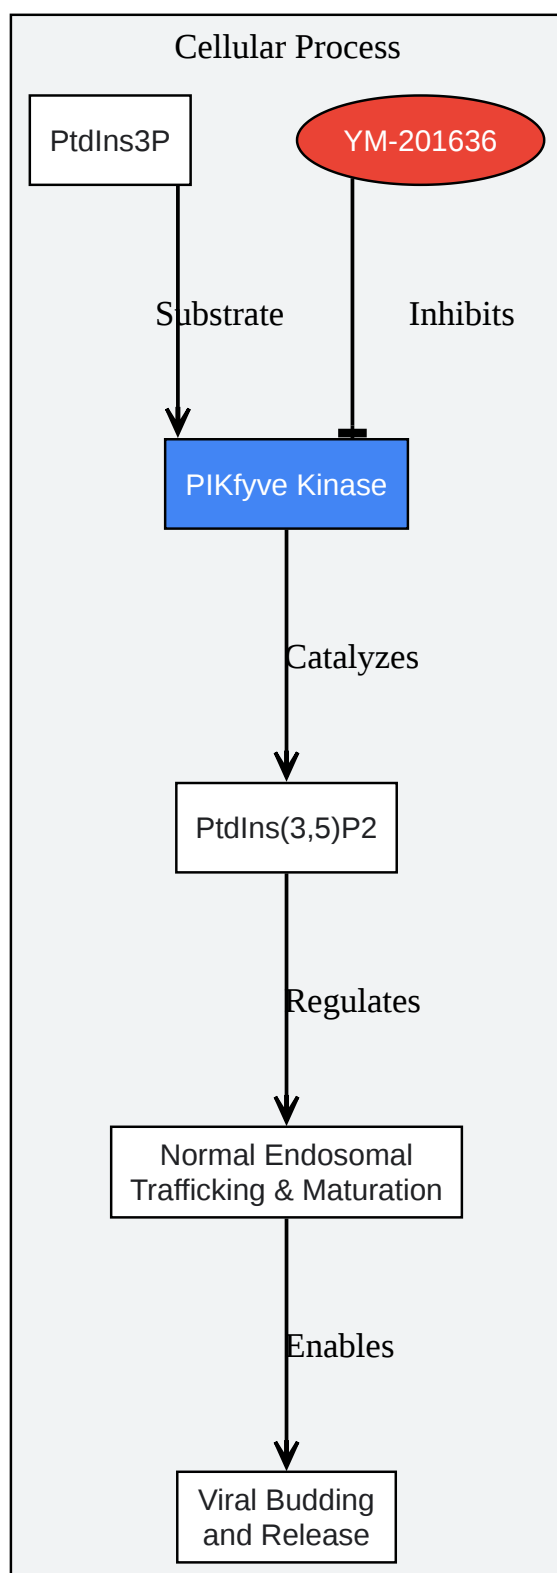 Cellular Process
PtdIns3P
YM-201636
Substrate
Inhibits
PIKfyve Kinase
Catalyzes
PtdIns(3,5)P2
Regulates
Normal Endosomal
Trafficking & Maturation
Enables
Viral Budding
and Release